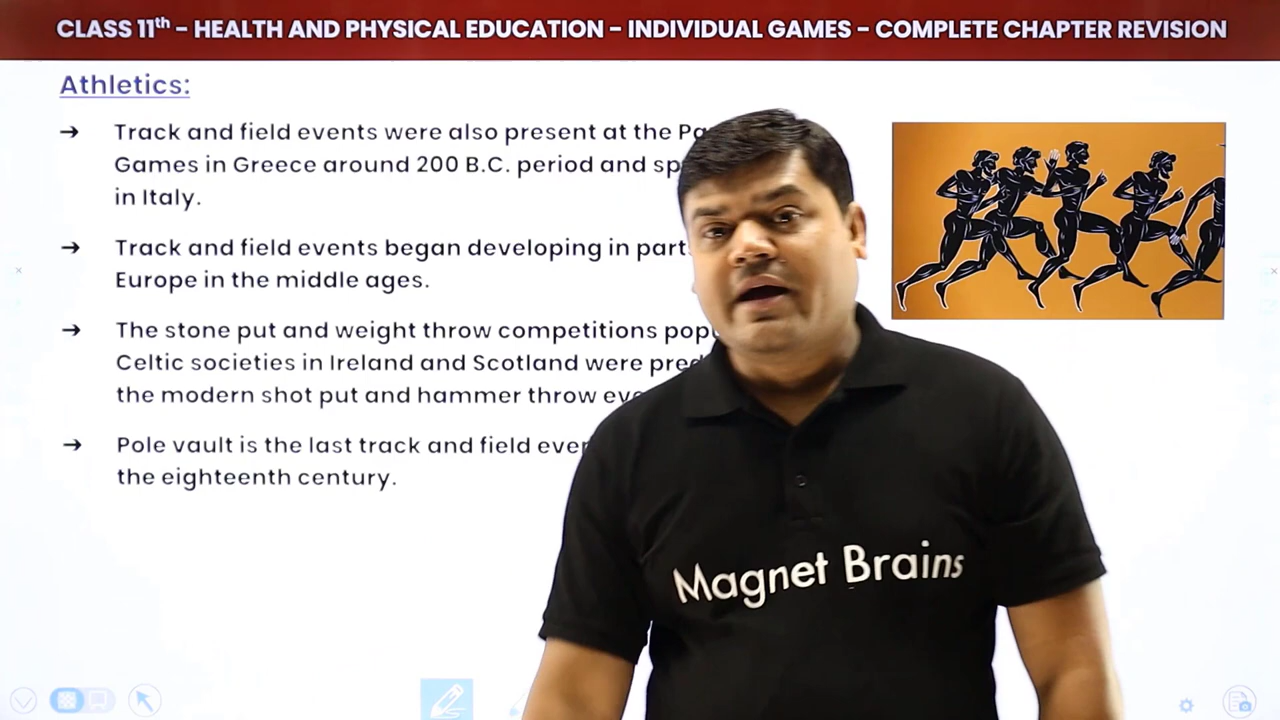 CLASS 11th - HEALTH AND PHYSICAL EDUCATION - INDIVIDUAL GAMES - COMPLETE CHAPTER REVISION
Athletics:
➔ Track and field events were also present at the
Games in Greece around 200 B.C. period and
in Italy.
➔ Track and field events began developing in
Europe in the middle ages.
➔ The stone put and weight throw competitions
Celtic societies in Ireland and Scotland were
the modern shot put and hammer throw
➔ Pole vault is the last track and field
the eighteenth century.
Magnet Brains